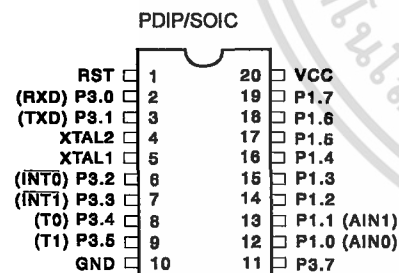 PDIP/SOIC
RST 1 20 VCC
(RXD) P3.0 2 19 P1.7
(TXD) P3.1 3 18 P1.6
XTAL2 4 17 P1.5
XTAL1 5 16 P1.4
(INT0) P3.2 6 15 P1.3
(INT1) P3.3 7 14 P1.2
(T0) P3.4 8 13 P1.1 (AIN1)
(T1) P3.5 9 12 P1.0 (AIN0)
GND 10 11 P3.7